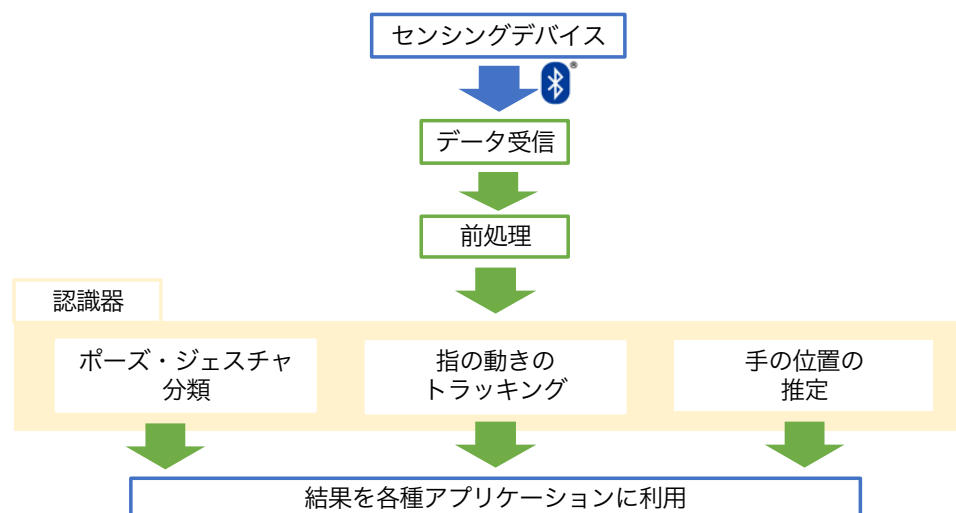 センシングデバイス
データ受信
前処理
認識器
ポーズ・ジェスチャ
分類
指の動きの
トラッキング
手の位置の
推定
結果を各種アプリケーションに利用